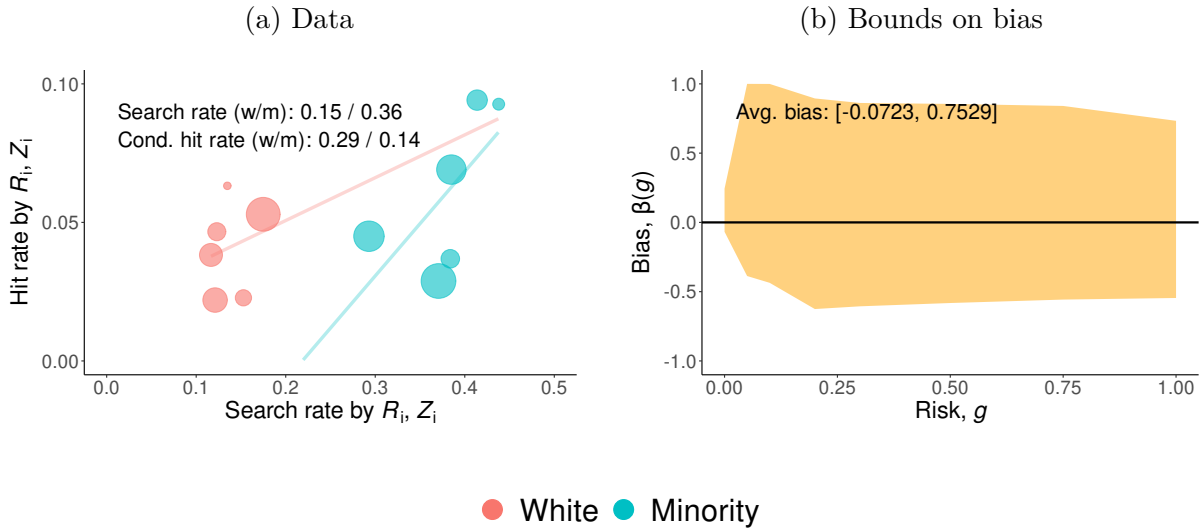 (a) Data
Search rate (w/m): 0.15 / 0.36
Cond. hit rate (w/m): 0.29 / 0.14
Hit rate by Rᵢ, Zᵢ
0.10
0.05
0.00
0.0 0.1 0.2 0.3 0.4 0.5
Search rate by Rᵢ, Zᵢ
(b) Bounds on bias
Avg. bias: [-0.0723, 0.7529]
Bias, β(g)
1.0
0.5
0.0
-0.5
-1.0
0.00 0.25 0.50 0.75 1.00
Risk, g
White Minority